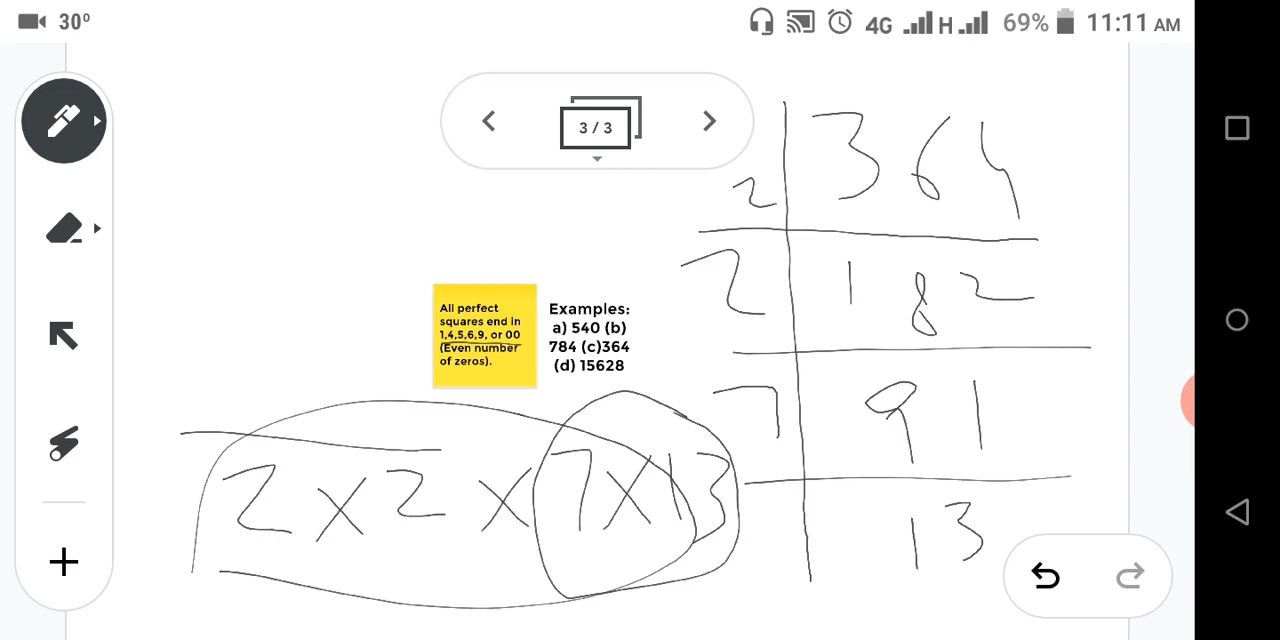 30° 4G H 69% 11:11 AM
3 / 3
2 364
2 182
7 91
13
All perfect
squares end in
1,4,5,6,9, or 00
(Even number
of zeros).
Examples:
a) 540 (b)
784 (c)364
(d) 15628
2 x 2 x 7 x 13